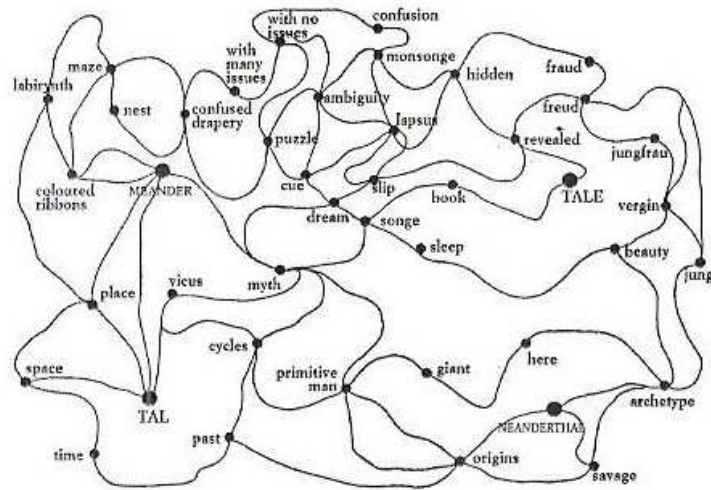 with no
issues
confusion
with
many
issues
monsonge
maze
hidden
fraud
labirynth
nest
confused
drapery
ambiguity
lapsus
freud
puzzle
revealed
jungfrau
coloured
ribbons
MEANDER
cue
slip
book
TALE
vergin
dream
songe
sleep
beauty
jung
myth
vicus
place
cycles
primitive
man
giant
here
space
TAL
archetype
NEANDERTHAL
past
time
origins
savage